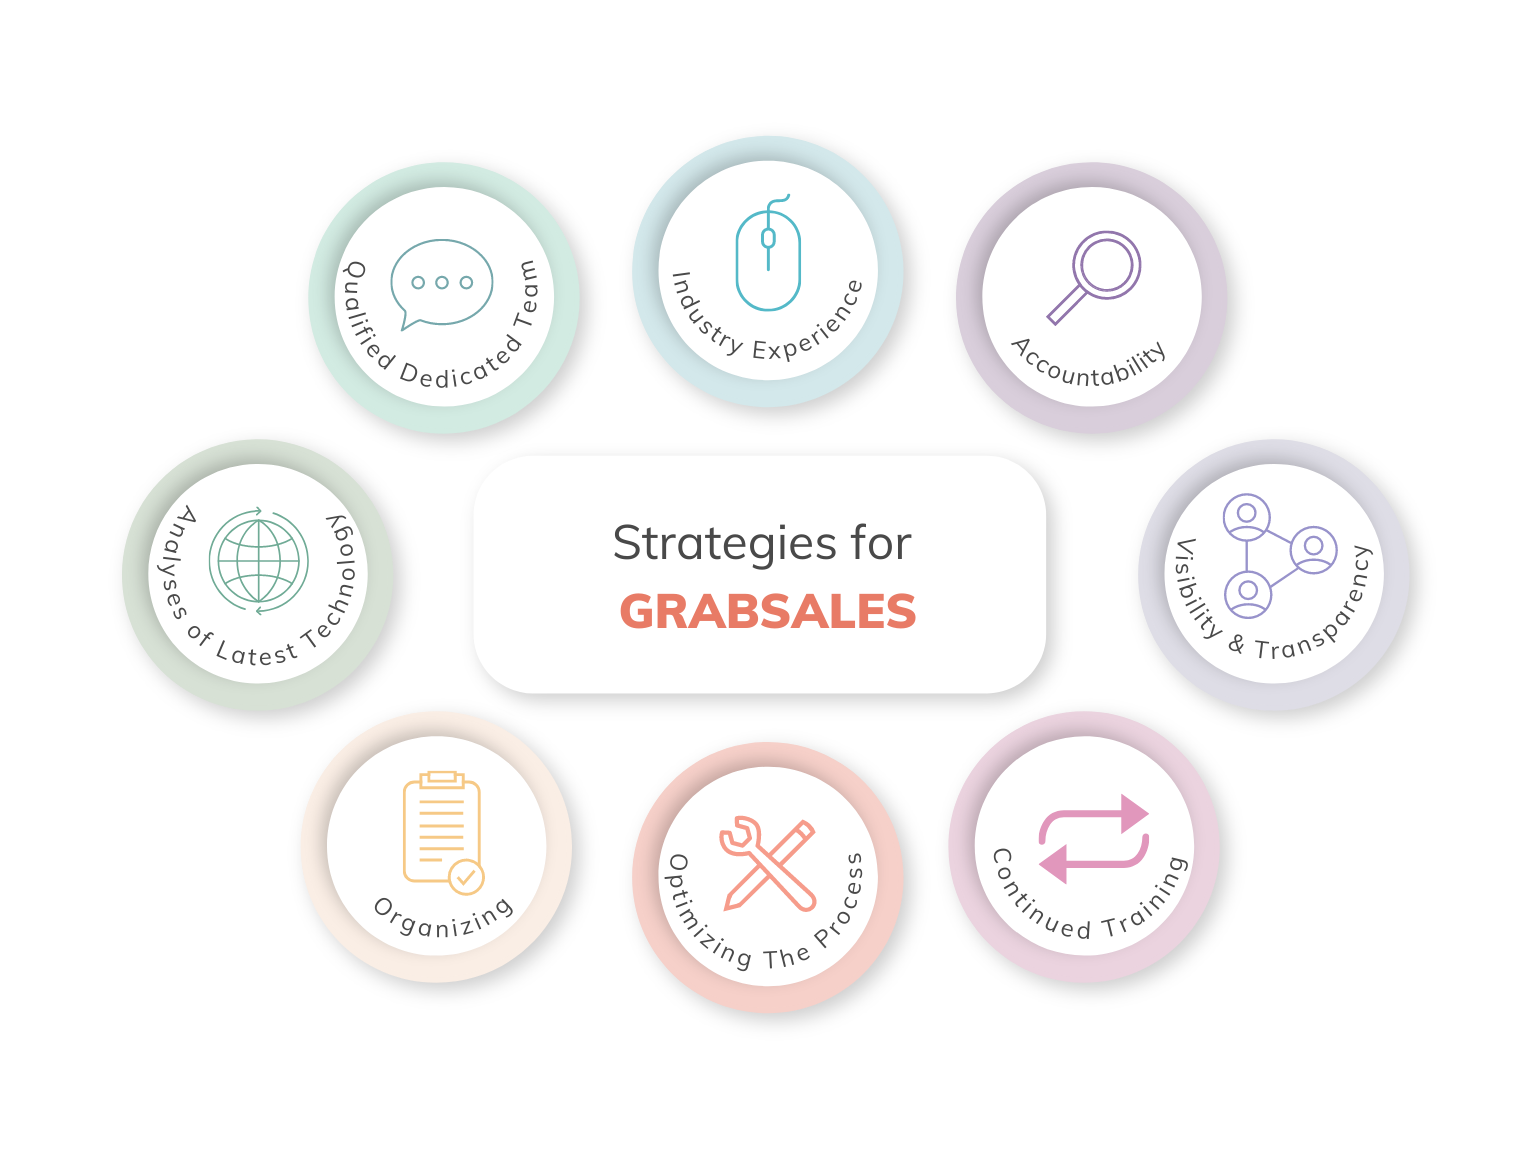 Qualified Dedicated Team
Industry Experience
Accountability
Analyses of Latest Technology
Strategies for
GRABSALES
Visibility & Transparency
Organizing
Optimizing The Process
Continued Training